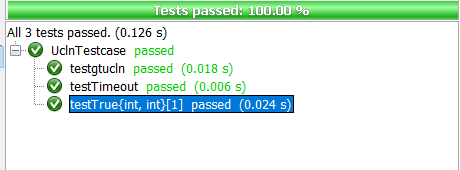 Tests passed: 100.00 %
All 3 tests passed. (0.126 s)
UclnTestcase passed
testgtucln passed (0.018 s)
testTimeout passed (0.006 s)
testTrue{int, int}[1] passed (0.024 s)